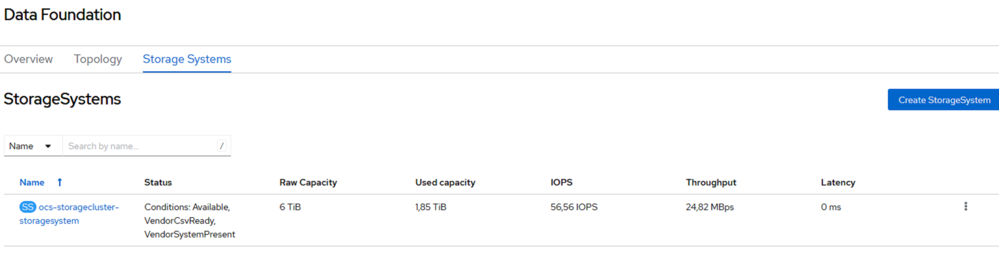 Data Foundation
Overview Topology Storage Systems
StorageSystems
Create StorageSystem
Name Search by name... /
Name ↑ Status Raw Capacity Used capacity IOPS Throughput Latency
SS ocs-storagecluster- Conditions: Available, 6 TiB 1,85 TiB 56,56 IOPS 24,82 MBps 0 ms
storagesystem VendorCsvReady,
VendorSystemPresent